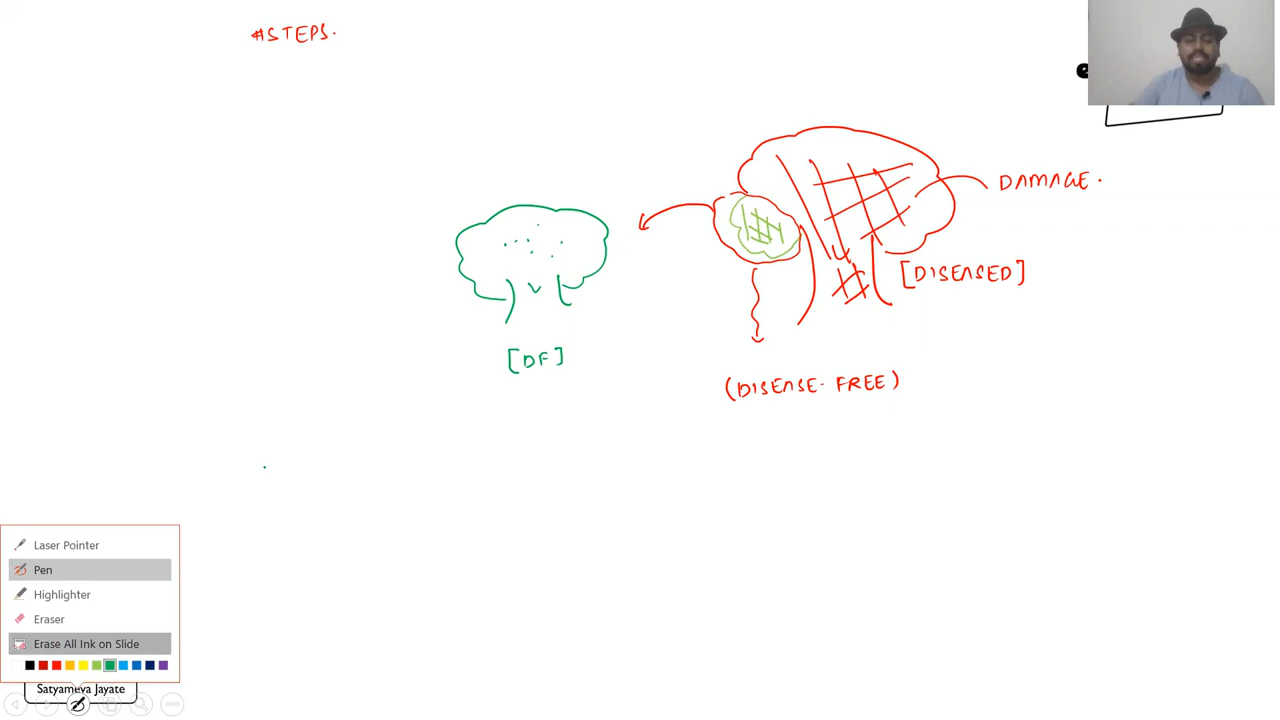 #STEPS.
DAMAGE.
[DISEASED]
[DF]
(DISEASE-FREE)
Laser Pointer
Pen
Highlighter
Eraser
Erase All Ink on Slide
Satyameva Jayate